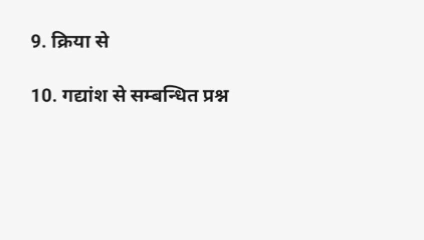 9. क्रिया से
10. गद्यांश से सम्बन्धित प्रश्न